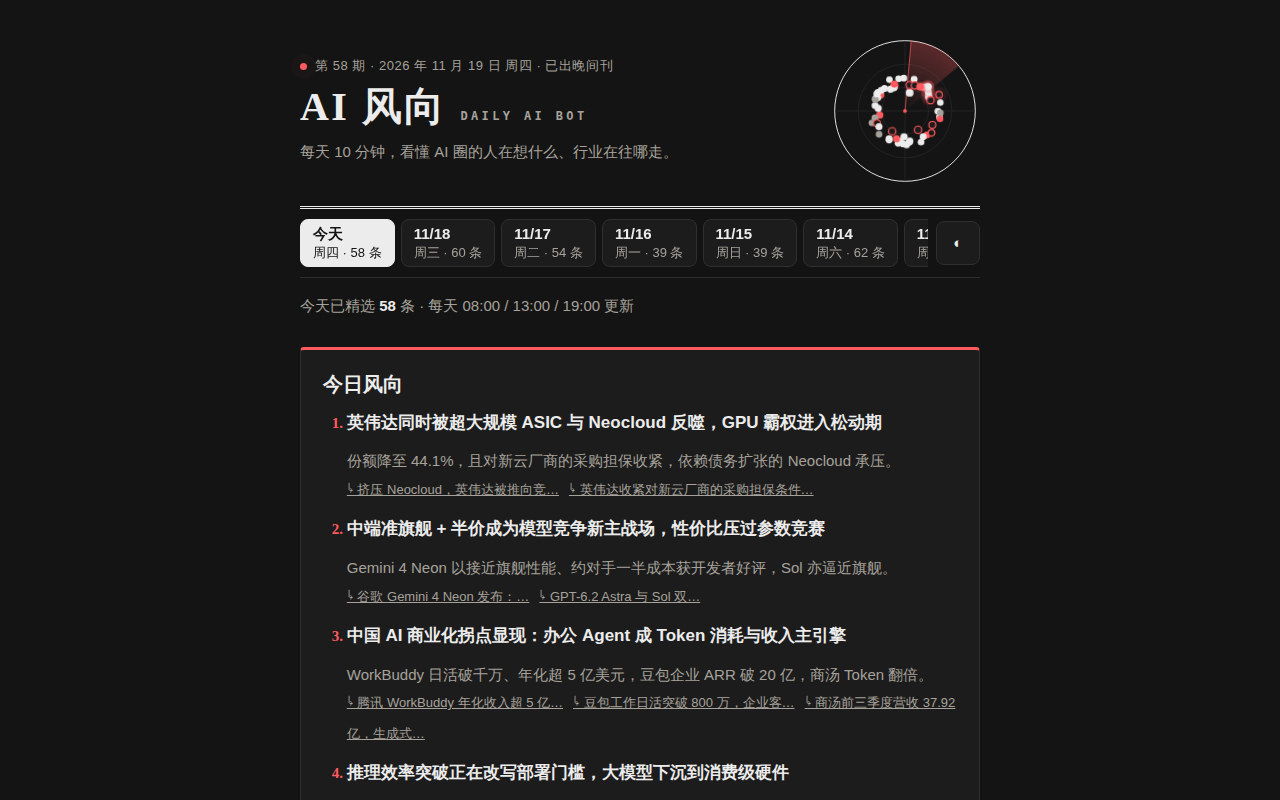 第 58 期 · 2026 年 11 月 19 日 周四 · 已出晚间刊
AI 风向 DAILY AI BOT
每天 10 分钟，看懂 AI 圈的人在想什么、行业在往哪走。
今天 11/18 11/17 11/16 11/15 11/14
周四 · 58 条 周三 · 60 条 周二 · 54 条 周一 · 39 条 周日 · 39 条 周六 · 62 条 周
今天已精选 58 条 · 每天 08:00 / 13:00 / 19:00 更新
今日风向
1. 英伟达同时被超大规模 ASIC 与 Neocloud 反噬，GPU 霸权进入松动期
份额降至 44.1%，且对新云厂商的采购担保收紧，依赖债务扩张的 Neocloud 承压。
↳ 挤压 Neocloud，英伟达被推向竞… ↳ 英伟达收紧对新云厂商的采购担保条件…
2. 中端准旗舰 + 半价成为模型竞争新主战场，性价比压过参数竞赛
Gemini 4 Neon 以接近旗舰性能、约对手一半成本获开发者好评，Sol 亦逼近旗舰。
↳ 谷歌 Gemini 4 Neon 发布：… ↳ GPT-6.2 Astra 与 Sol 双…
3. 中国 AI 商业化拐点显现：办公 Agent 成 Token 消耗与收入主引擎
WorkBuddy 日活破千万、年化超 5 亿美元，豆包企业 ARR 破 20 亿，商汤 Token 翻倍。
↳ 腾讯 WorkBuddy 年化收入超 5 亿… ↳ 豆包工作日活突破 800 万，企业客… ↳ 商汤前三季度营收 37.92
亿，生成式…
4. 推理效率突破正在改写部署门槛，大模型下沉到消费级硬件